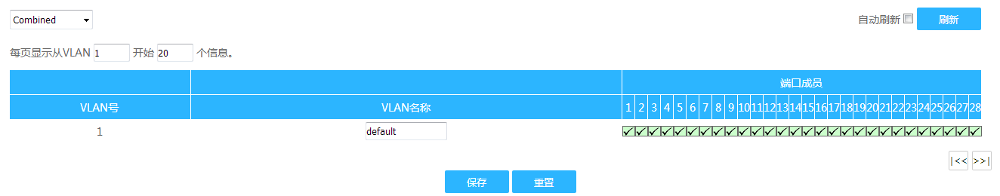 Combined 自动刷新 刷新
每页显示从VLAN 1 开始 20 个信息。
端口成员
VLAN号 VLAN名称 1 2 3 4 5 6 7 8 9 10 11 12 13 14 15 16 17 18 19 20 21 22 23 24 25 26 27 28
1 default
|<< >>|
保存 重置